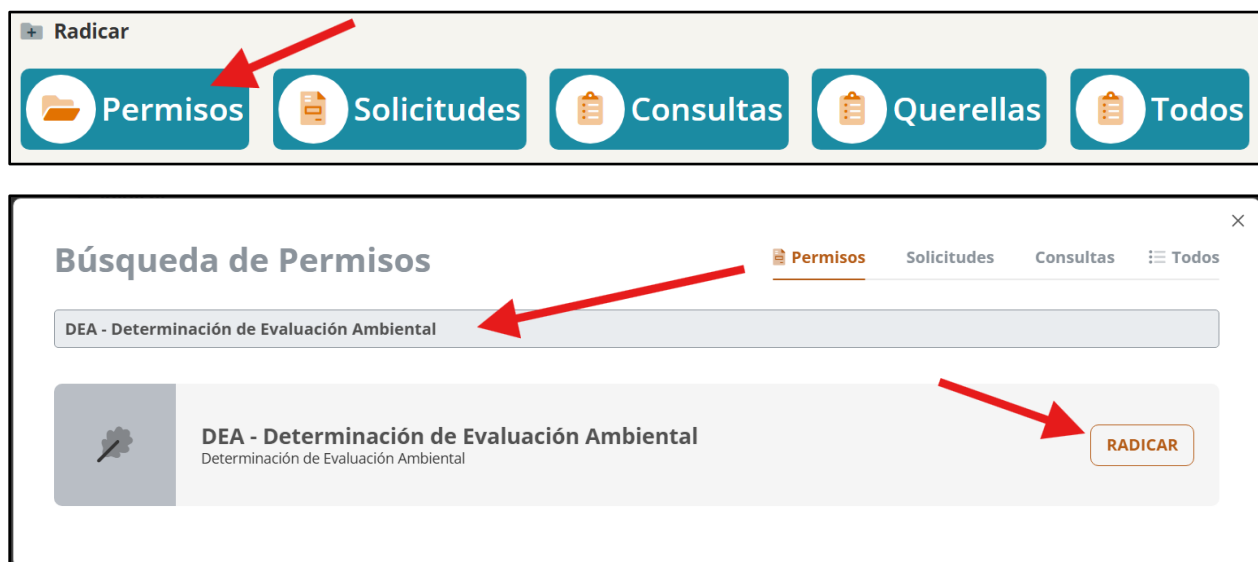 Radicar
Permisos Solicitudes Consultas Querellas Todos
Búsqueda de Permisos
Permisos Solicitudes Consultas Todos
DEA - Determinación de Evaluación Ambiental
DEA - Determinación de Evaluación Ambiental
Determinación de Evaluación Ambiental
RADICAR